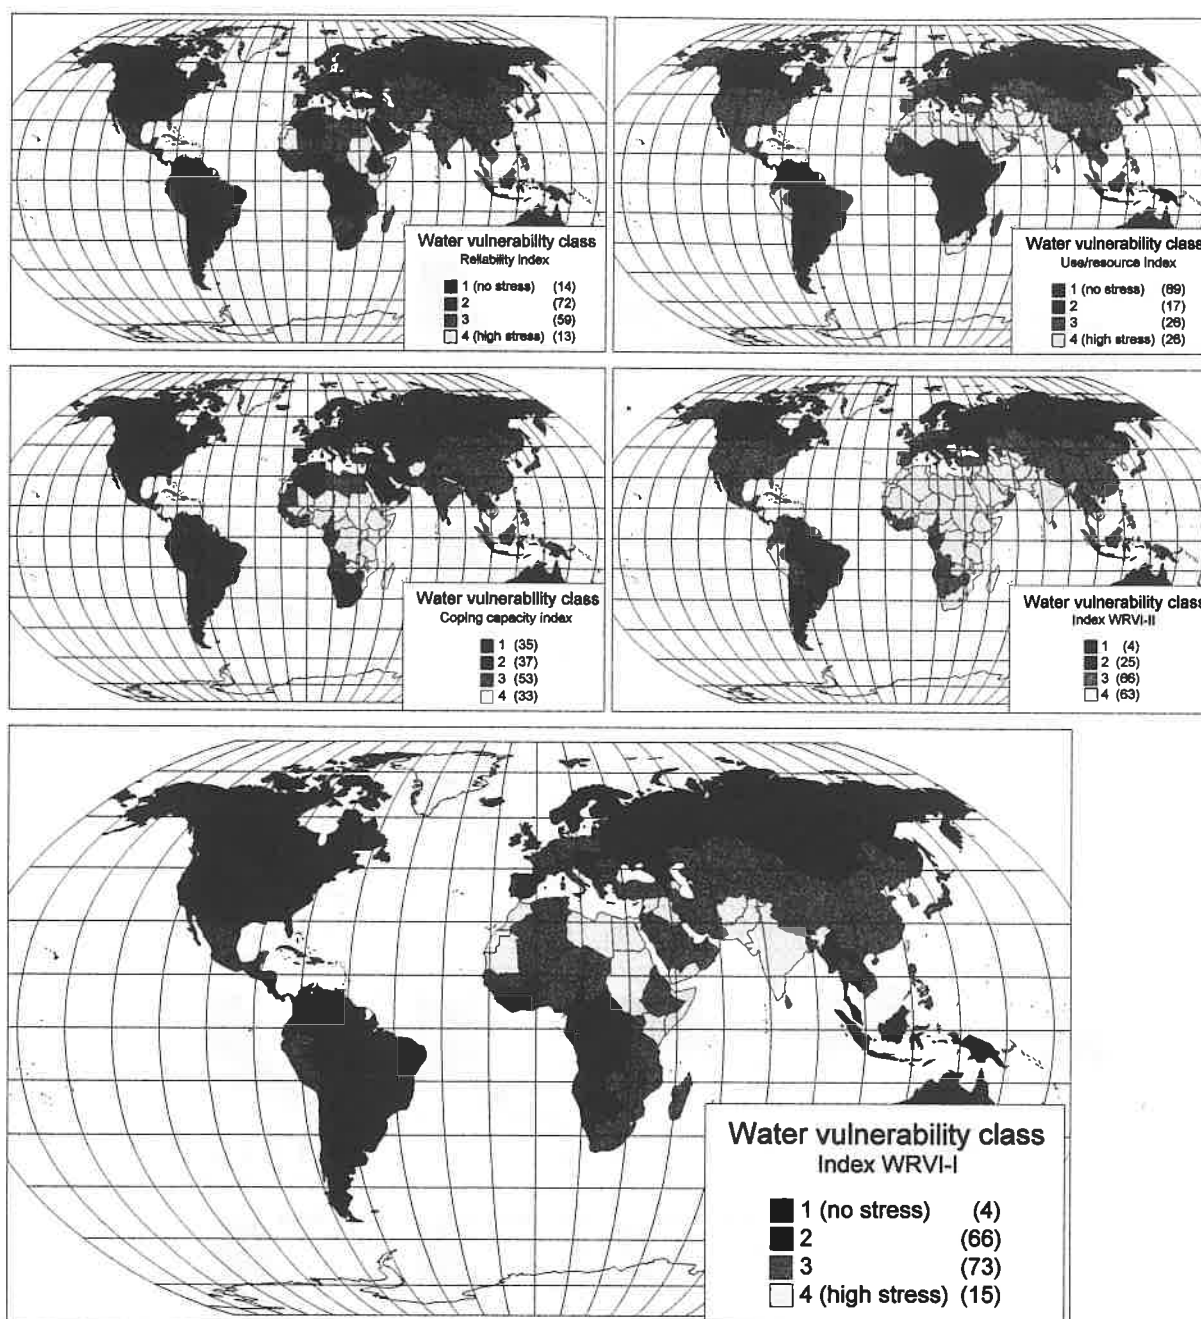 Water vulnerability class
Reliability Index
1 (no stress) (14)
2 (72)
3 (59)
4 (high stress) (13)
Water vulnerability class
Use/resource Index
1 (no stress) (89)
2 (17)
3 (26)
4 (high stress) (26)
Water vulnerability class
Coping capacity index
1 (35)
2 (37)
3 (53)
4 (33)
Water vulnerability class
Index WRVI-II
1 (4)
2 (25)
3 (66)
4 (63)
Water vulnerability class
Index WRVI-I
1 (no stress) (4)
2 (66)
3 (73)
4 (high stress) (15)